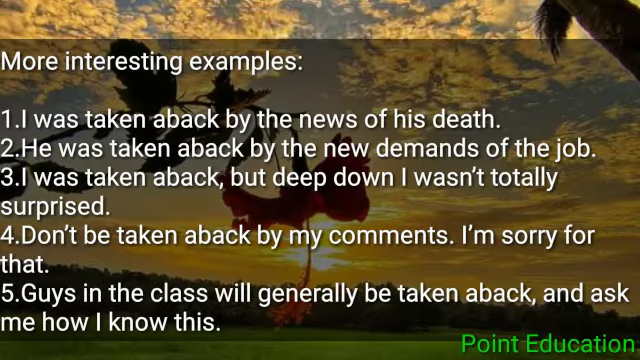 More interesting examples:
1.I was taken aback by the news of his death.
2.He was taken aback by the new demands of the job.
3.I was taken aback, but deep down I wasn’t totally
surprised.
4.Don’t be taken aback by my comments. I’m sorry for
that.
5.Guys in the class will generally be taken aback, and ask
me how I know this.
Point Education